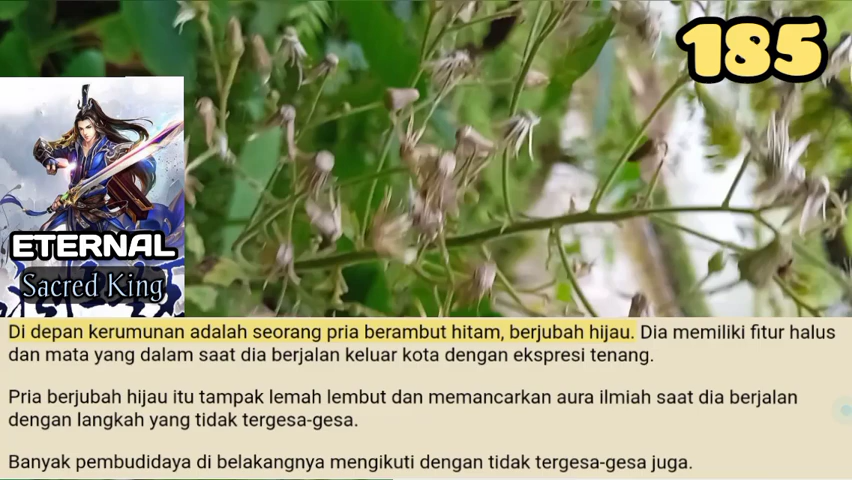 185
ETERNAL
Sacred King
Di depan kerumunan adalah seorang pria berambut hitam, berjubah hijau. Dia memiliki fitur halus
dan mata yang dalam saat dia berjalan keluar kota dengan ekspresi tenang.
Pria berjubah hijau itu tampak lemah lembut dan memancarkan aura ilmiah saat dia berjalan
dengan langkah yang tidak tergesa-gesa.
Banyak pembudidaya di belakangnya mengikuti dengan tidak tergesa-gesa juga.